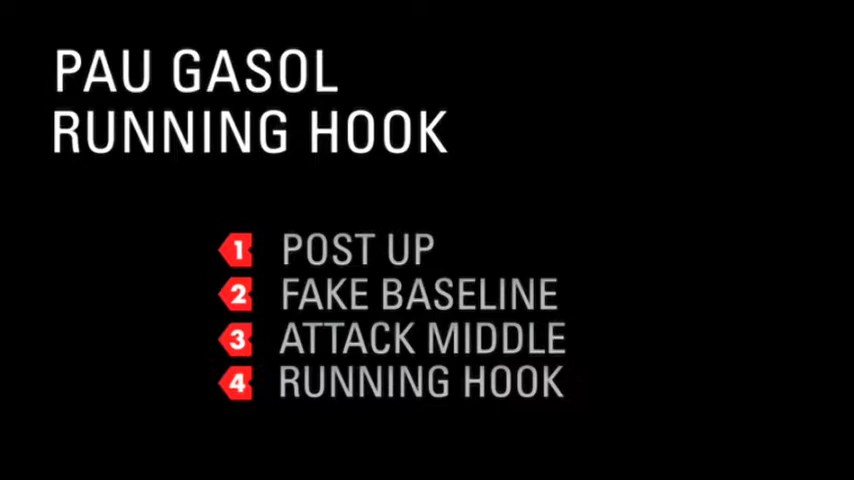 PAU GASOL
RUNNING HOOK
1 POST UP
2 FAKE BASELINE
3 ATTACK MIDDLE
4 RUNNING HOOK